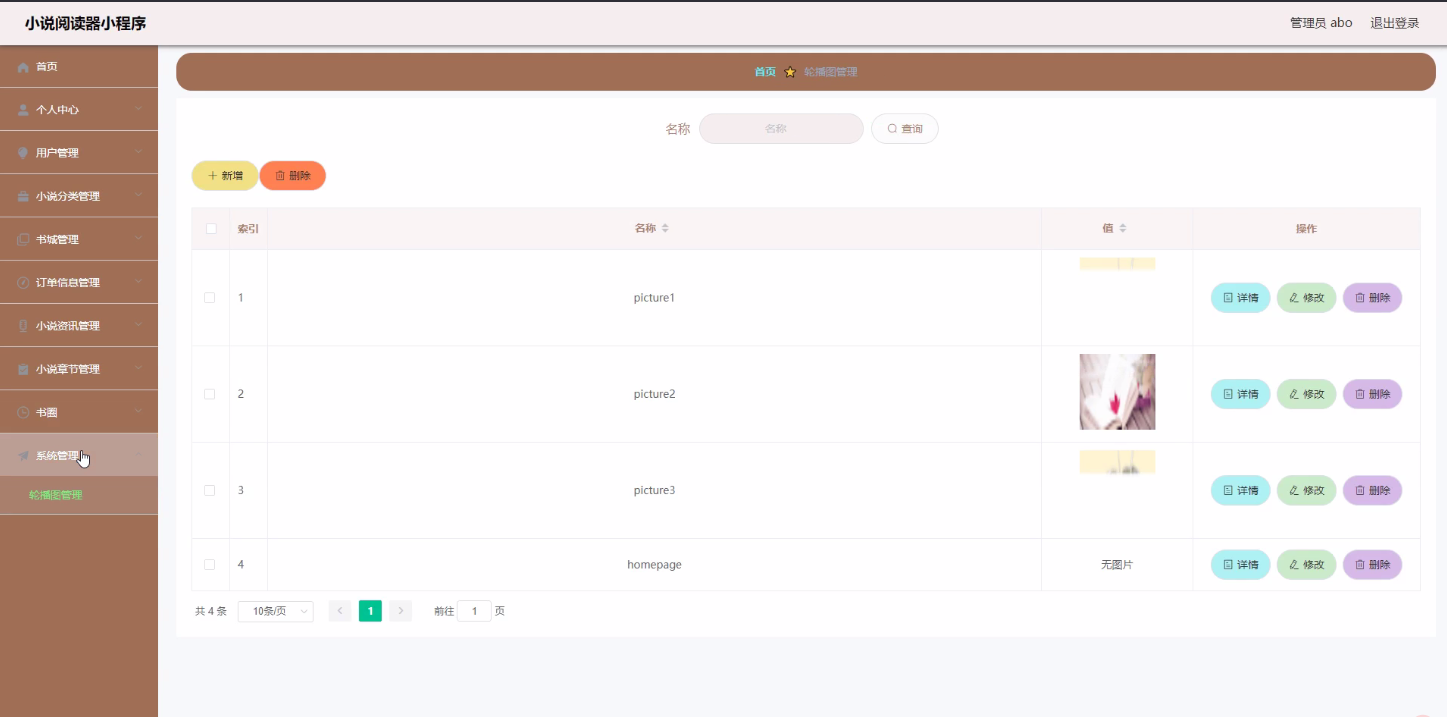 小说阅读器小程序
管理员 abo 退出登录
首页
个人中心
用户管理
小说分类管理
书城管理
订单信息管理
小说资讯管理
小说章节管理
书圈
系统管理
轮播图管理
首页 轮播图管理
名称 名称 查询
新增 删除
索引 名称 值 操作
1 picture1 详情 修改 删除
2 picture2 详情 修改 删除
3 picture3 详情 修改 删除
4 homepage 无图片 详情 修改 删除
共 4 条 10条/页 1 前往 1 页